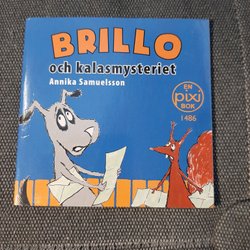 BRILLO
och kalasmysteriet
Annika Samuelsson
EN
pixi
BOK
1486